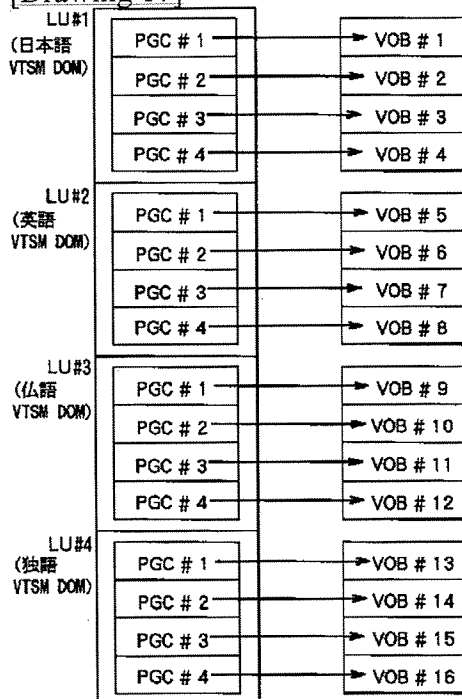 [Drawing 17]
LU#1
(日本語
VTSM DOM)
PGC # 1 VOB # 1
PGC # 2 VOB # 2
PGC # 3 VOB # 3
PGC # 4 VOB # 4
LU#2
(英語
VTSM DOM)
PGC # 1 VOB # 5
PGC # 2 VOB # 6
PGC # 3 VOB # 7
PGC # 4 VOB # 8
LU#3
(仏語
VTSM DOM)
PGC # 1 VOB # 9
PGC # 2 VOB # 10
PGC # 3 VOB # 11
PGC # 4 VOB # 12
LU#4
(独語
VTSM DOM)
PGC # 1 VOB # 13
PGC # 2 VOB # 14
PGC # 3 VOB # 15
PGC # 4 VOB # 16